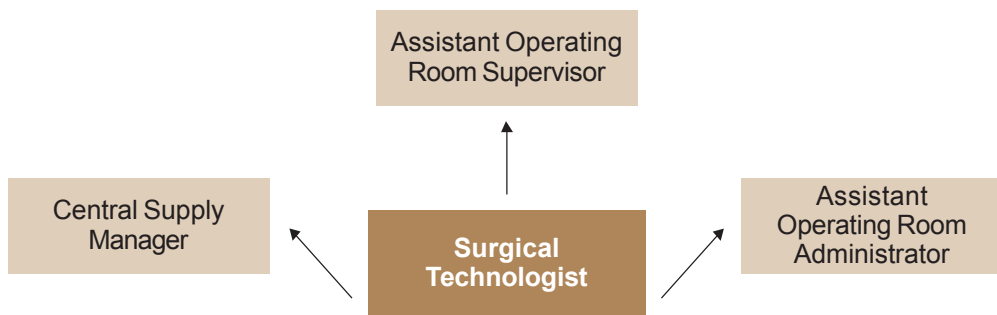 Assistant Operating
Room Supervisor
Central Supply
Manager
Surgical
Technologist
Assistant
Operating Room
Administrator